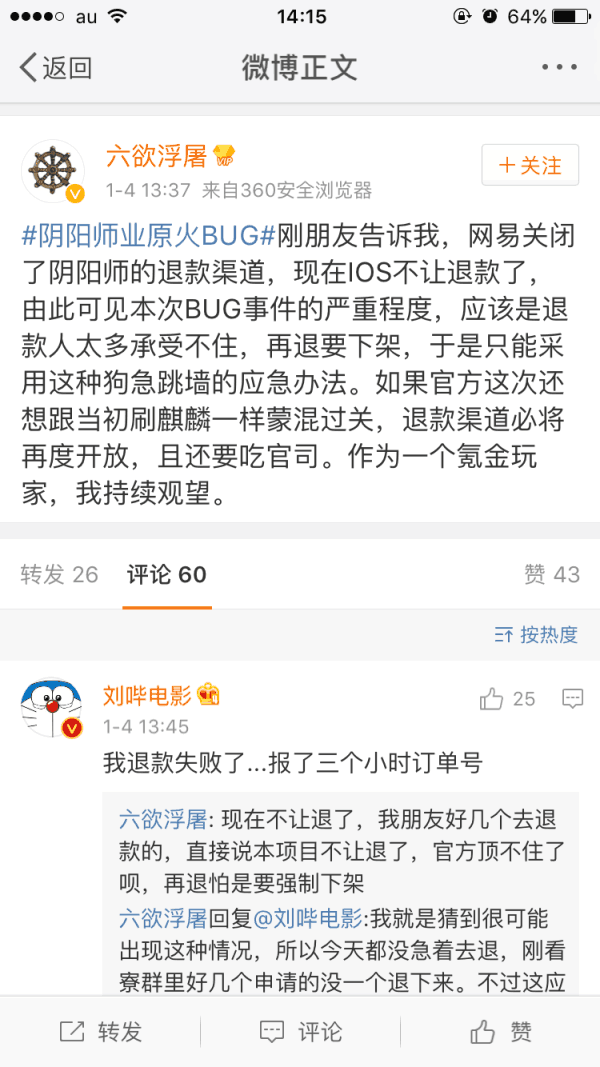 au
14:15
64%
返回
微博正文
六欲浮屠
VIP
+关注
1-4 13:37 来自360安全浏览器
#阴阳师业原火BUG#刚朋友告诉我，网易关闭
了阴阳师的退款渠道，现在IOS不让退款了，
由此可见本次BUG事件的严重程度，应该是退
款人太多承受不住，再退要下架，于是只能采
用这种狗急跳墙的应急办法。如果官方这次还
想跟当初刷麒麟一样蒙混过关，退款渠道必将
再度开放，且还要吃官司。作为一个氪金玩
家，我持续观望。
转发 26
评论 60
赞 43
按热度
刘哔电影
25
1-4 13:45
我退款失败了...报了三个小时订单号
六欲浮屠: 现在不让退了，我朋友好几个去退
款的，直接说本项目不让退了，官方顶不住了
呗，再退怕是要强制下架
六欲浮屠回复@刘哔电影:我就是猜到很可能
出现这种情况，所以今天都没急着去退，刚看
寮群里好几个申请的没一个退下来。不过这应
转发
评论
赞